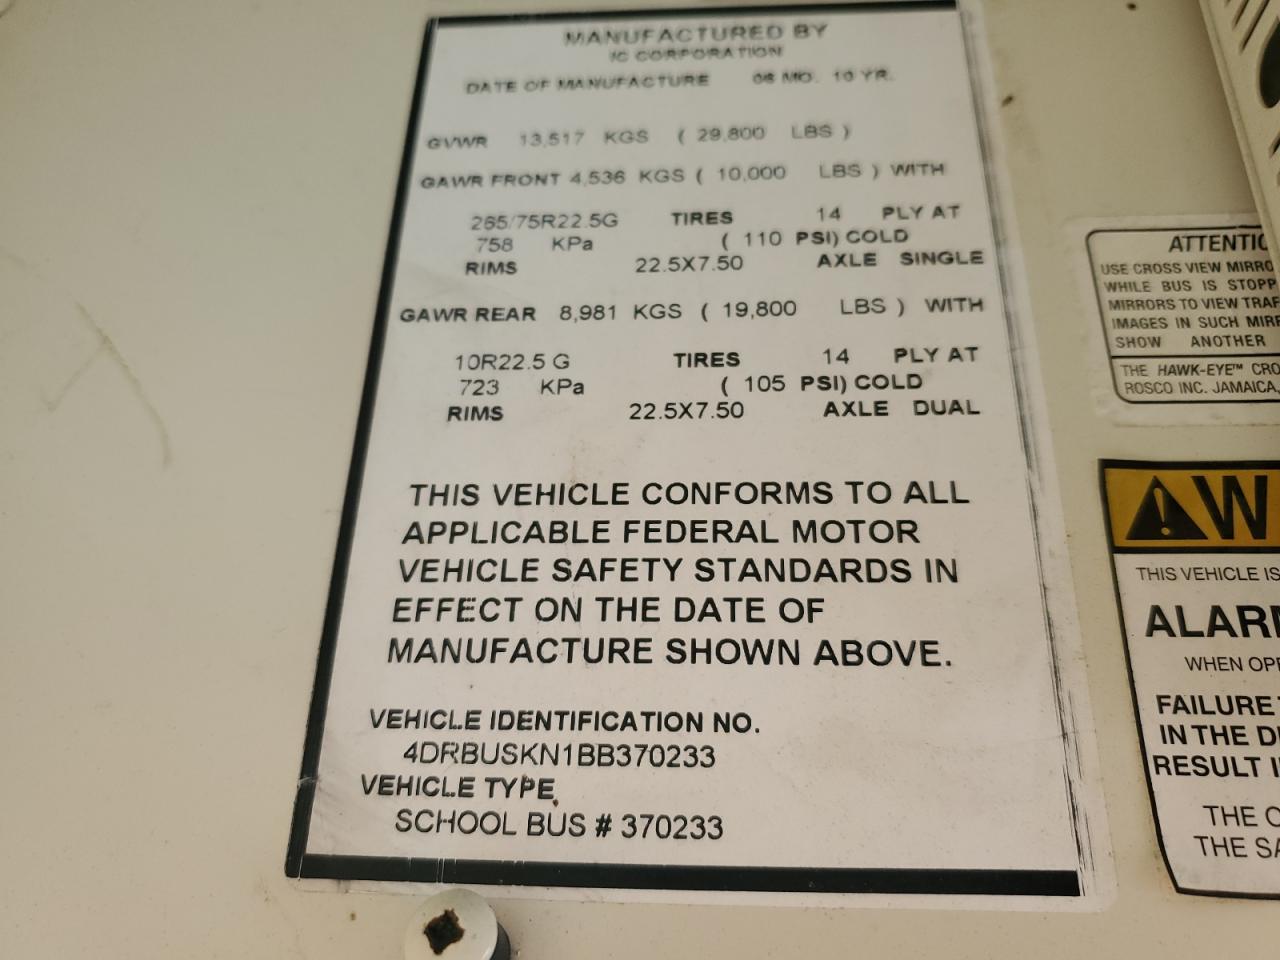 MANUFACTURED BY
IC CORPORATION
DATE OF MANUFACTURE 06 MO. 10 YR.
GVWR 13,517 KGS ( 29,800 LBS )
GAWR FRONT 4,536 KGS ( 10,000 LBS ) WITH
265/75R22.5G TIRES 14 PLY AT
758 KPa ( 110 PSI) COLD
RIMS 22.5X7.50 AXLE SINGLE
GAWR REAR 8,981 KGS ( 19,800 LBS ) WITH
10R22.5 G TIRES 14 PLY AT
723 KPa ( 105 PSI) COLD
RIMS 22.5X7.50 AXLE DUAL
THIS VEHICLE CONFORMS TO ALL
APPLICABLE FEDERAL MOTOR
VEHICLE SAFETY STANDARDS IN
EFFECT ON THE DATE OF
MANUFACTURE SHOWN ABOVE.
VEHICLE IDENTIFICATION NO.
4DRBUSKN1BB370233
VEHICLE TYPE
SCHOOL BUS # 370233
ATTENTIO
USE CROSS VIEW MIRRO
WHILE BUS IS STOPP
MIRRORS TO VIEW TRAF
IMAGES IN SUCH MIRR
SHOW ANOTHER
THE HAWK-EYE™ CRO
ROSCO INC. JAMAICA,
W
THIS VEHICLE IS
ALAR
WHEN OPE
FAILURE
IN THE D
RESULT I
THE
THE SA